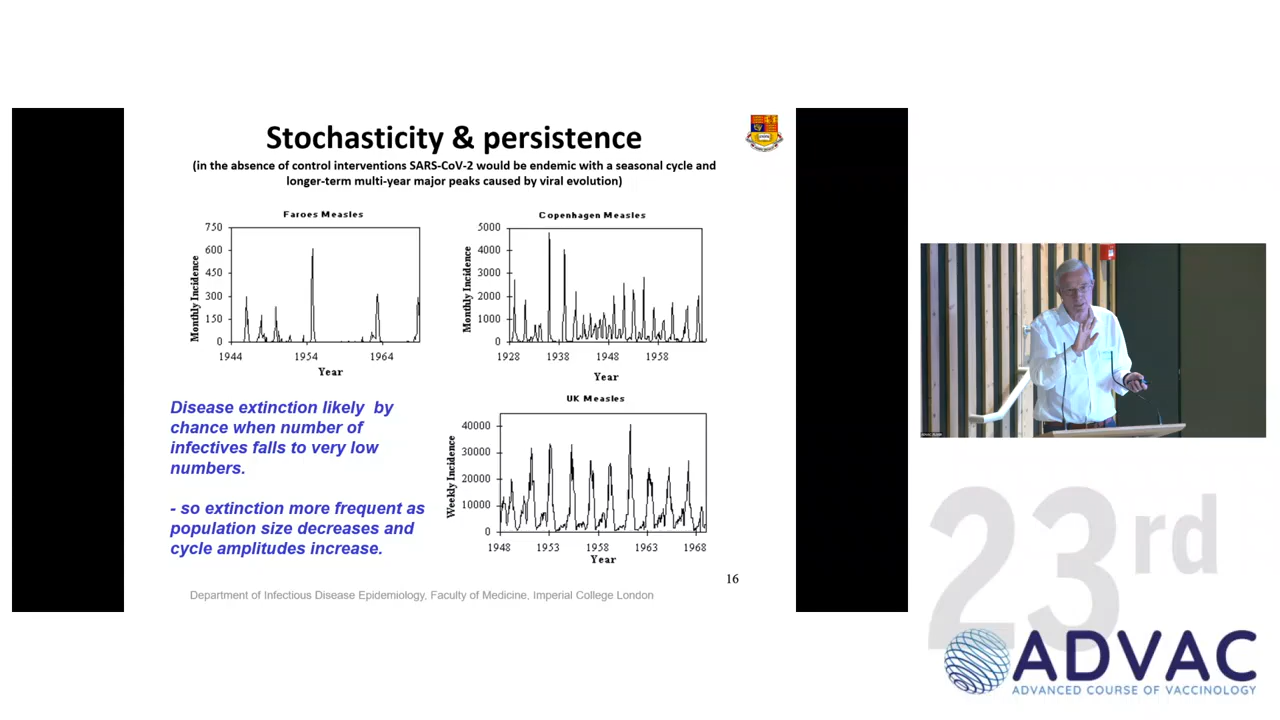 Stochasticity & persistence
(in the absence of control interventions SARS-CoV-2 would be endemic with a seasonal cycle and
longer-term multi-year major peaks caused by viral evolution)
Faroes Measles
750
600
450
300
150
0
Monthly Incidence
1944 1954 1964
Year
Copenhagen Measles
5000
4000
3000
2000
1000
0
Monthly Incidence
1928 1938 1948 1958
Year
Disease extinction likely by
chance when number of
infectives falls to very low
numbers.
- so extinction more frequent as
population size decreases and
cycle amplitudes increase.
UK Measles
40000
30000
20000
10000
0
Weekly Incidence
1948 1953 1958 1963 1968
Year
16
Department of Infectious Disease Epidemiology, Faculty of Medicine, Imperial College London
23rd
ADVAC
ADVANCED COURSE OF VACCINOLOGY